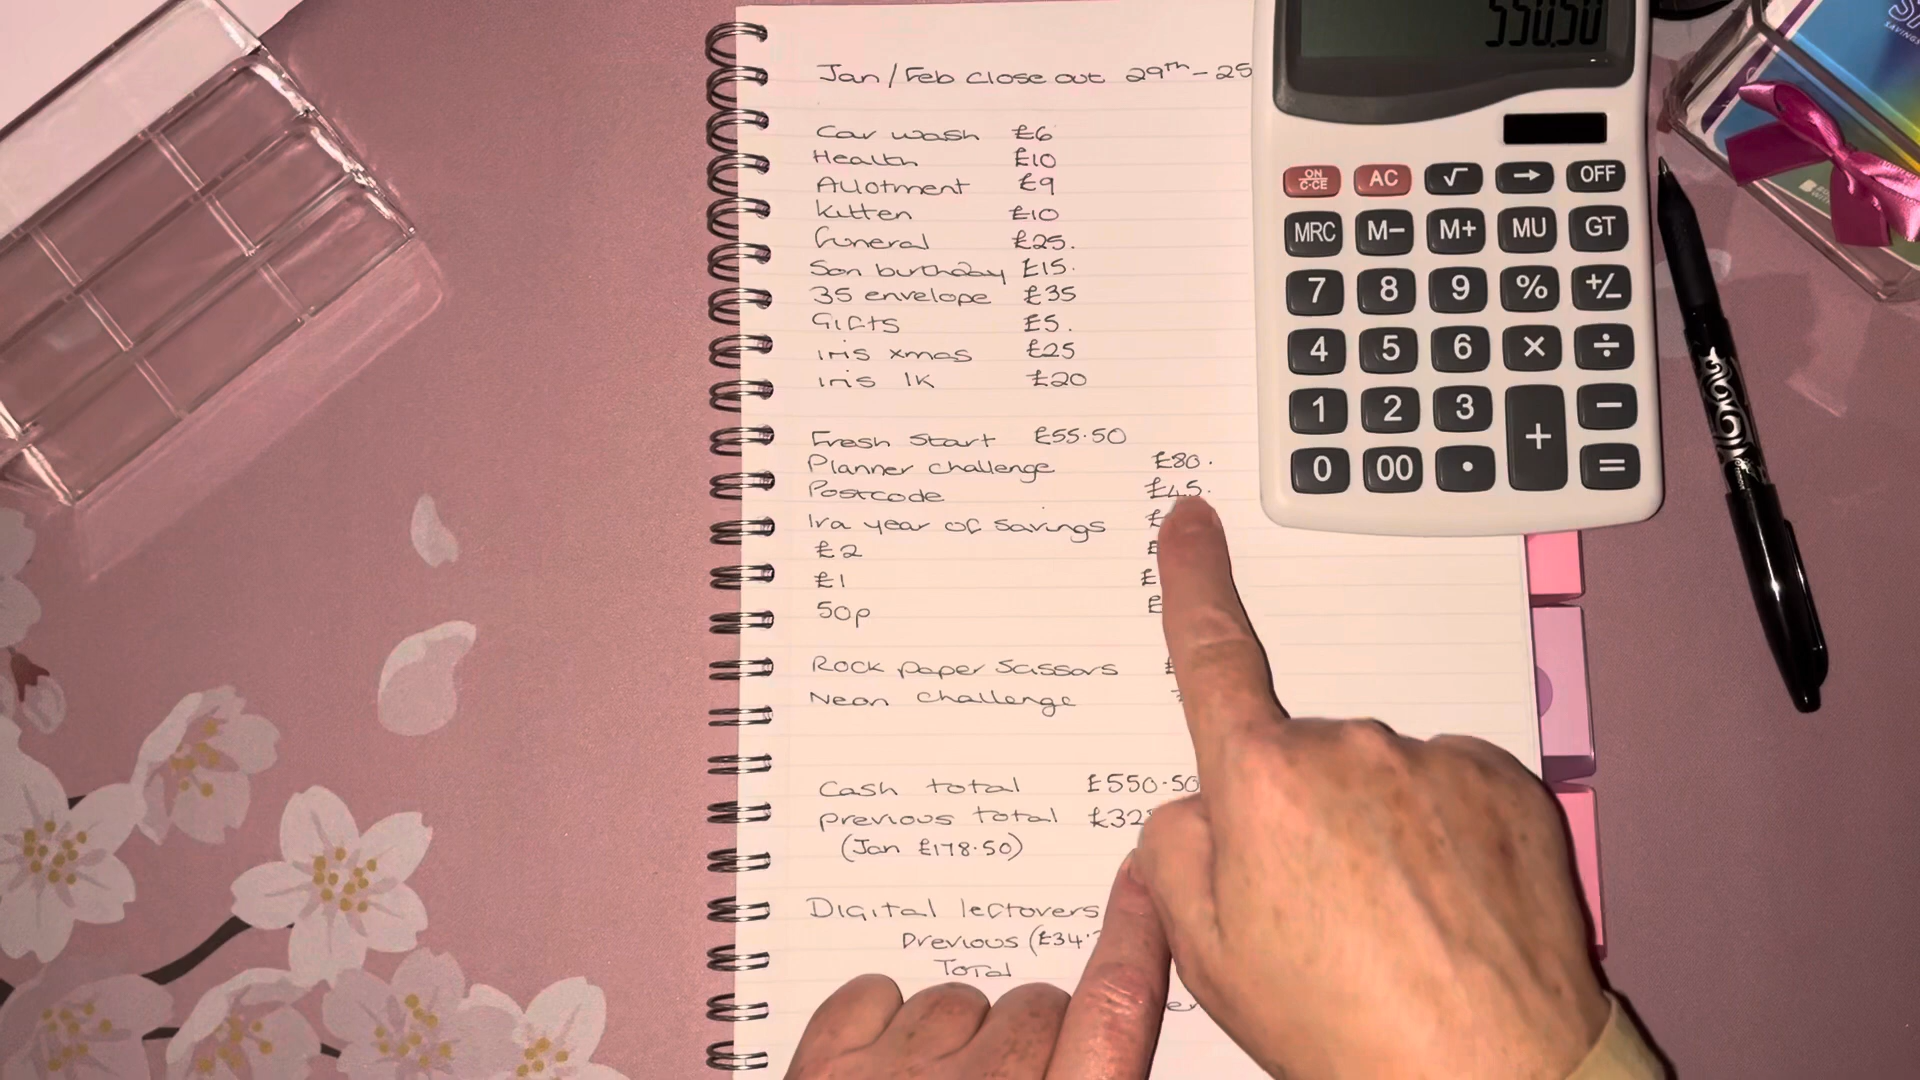 550.50
Jan/Feb close out 29th - 25
Car wash £6
Health £10
Allotment £9
Kitten £10
Funeral £25.
Son birthday £15.
35 envelope £35
Gifts £5.
Iris xmas £25
Iris 1K £20
Fresh Start £55.50
Planner challenge £80.
Postcode £45.
1va year of savings £
£2 £
£1 £
50p £
Rock paper Scissors
Neon challenge
Cash total £550.50
previous total £32
(Jan £178.50)
Digital leftovers
Previous (£34.
Total
ON
C·CE
AC
√
→
OFF
MRC
M−
M+
MU
GT
7
8
9
%
+/−
4
5
6
×
÷
1
2
3
+
−
0
00
•
=
SAVINGS